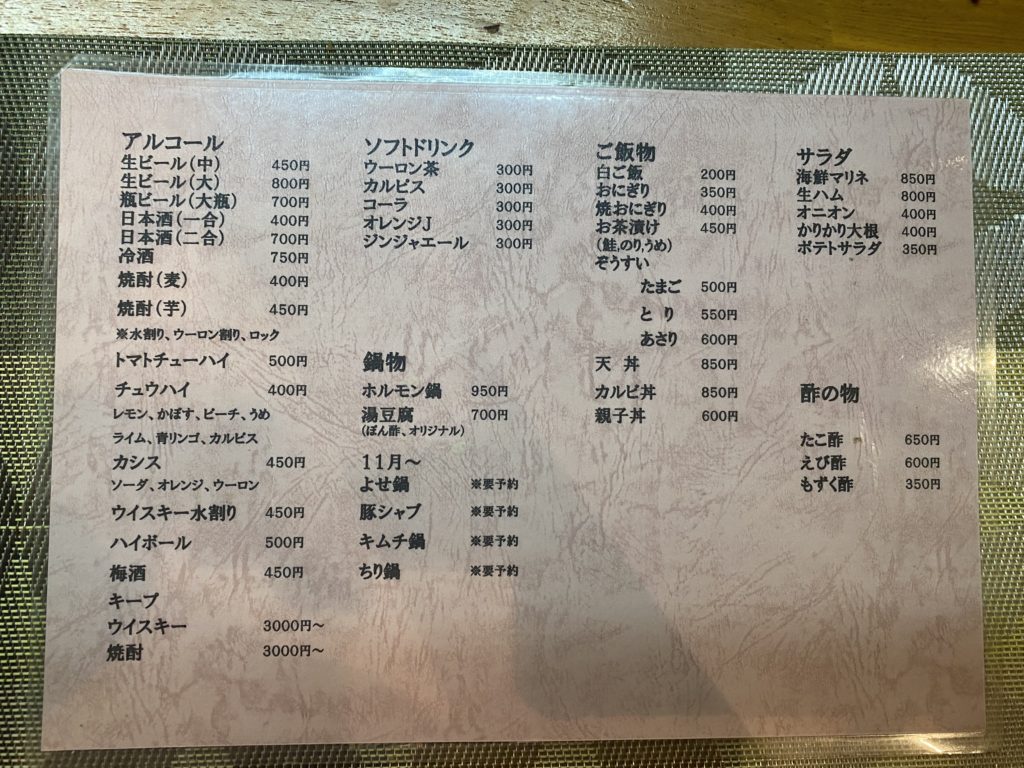 アルコール
生ビール(中) 450円
生ビール(大) 800円
瓶ビール(大瓶) 700円
日本酒(一合) 400円
日本酒(二合) 700円
冷酒 750円
焼酎(麦) 400円
焼酎(芋) 450円
※水割り、ウーロン割り、ロック
トマトチューハイ 500円
チュウハイ 400円
レモン、かぼす、ピーチ、うめ
ライム、青リンゴ、カルピス
カシス 450円
ソーダ、オレンジ、ウーロン
ウイスキー水割り 450円
ハイボール 500円
梅酒 450円
キープ
ウイスキー 3000円～
焼酎 3000円～
ソフトドリンク
ウーロン茶 300円
カルピス 300円
コーラ 300円
オレンジJ 300円
ジンジャエール 300円
鍋物
ホルモン鍋 950円
湯豆腐 700円
(ぽん酢、オリジナル)
11月～
よせ鍋 ※要予約
豚シャブ ※要予約
キムチ鍋 ※要予約
ちり鍋 ※要予約
ご飯物
白ご飯 200円
おにぎり 350円
焼おにぎり 400円
お茶漬け 450円
(鮭,のり,うめ)
ぞうすい
たまご 500円
とり 550円
あさり 600円
天丼 850円
カルビ丼 850円
親子丼 600円
サラダ
海鮮マリネ 850円
生ハム 800円
オニオン 400円
かりかり大根 400円
ポテトサラダ 350円
酢の物
たこ酢 650円
えび酢 600円
もずく酢 350円